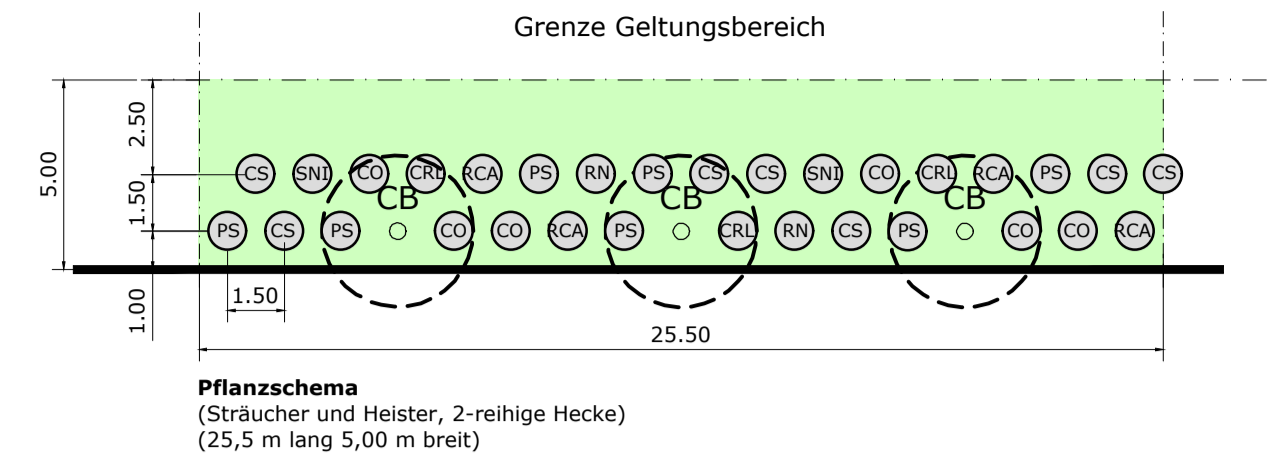 Grenze Geltungsbereich
5.00
2.50
1.50
1.00
CS SNI CO CRL RCA PS RN PS CS CS SNI CO CRL RCA PS CS CS
CB CB CB
PS CS PS CO CO RCA PS CRL RN CS PS CO CO RCA
1.50
25.50
Pflanzschema
(Sträucher und Heister, 2-reihige Hecke)
(25,5 m lang 5,00 m breit)